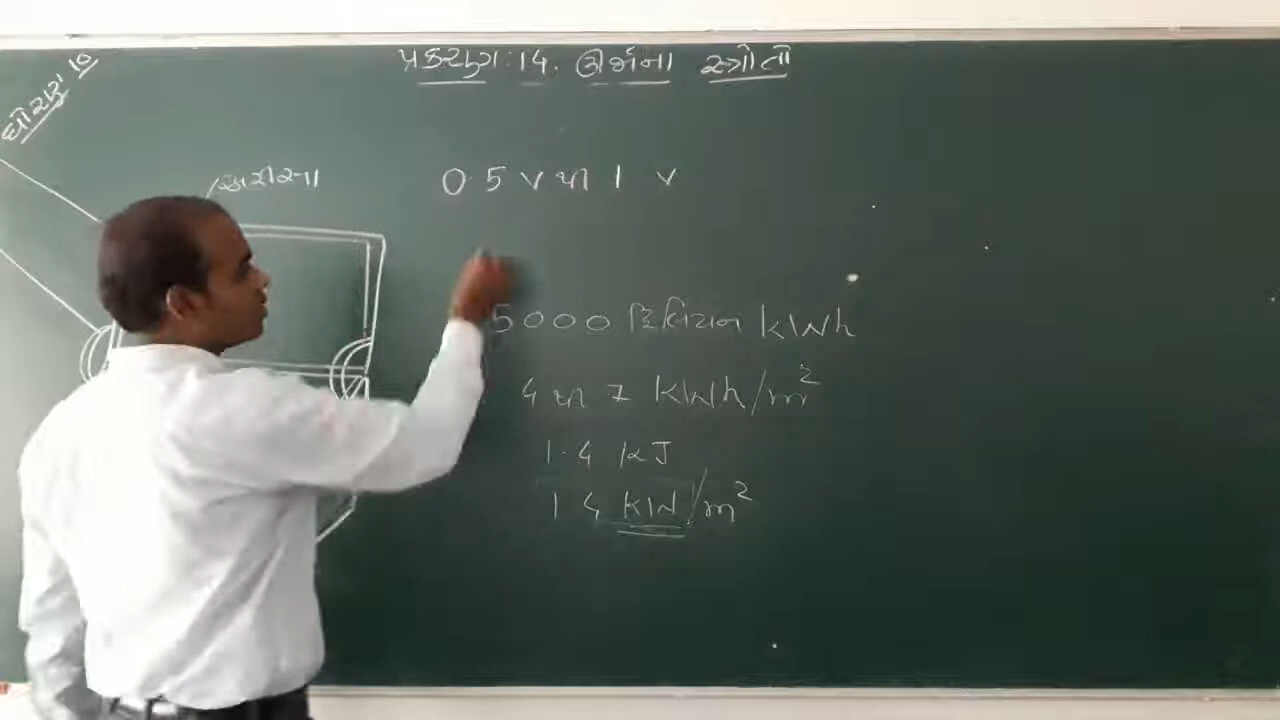 પ્રકરણ: 14. ઊર્જાના સ્ત્રોતો
ધોરણ 10
અરીસા
0.5 V થી 1 V
5000 ટ્રિલિયન kWh
4 થી 7 kWh/m²
1.4 kJ
1.4 kW/m²